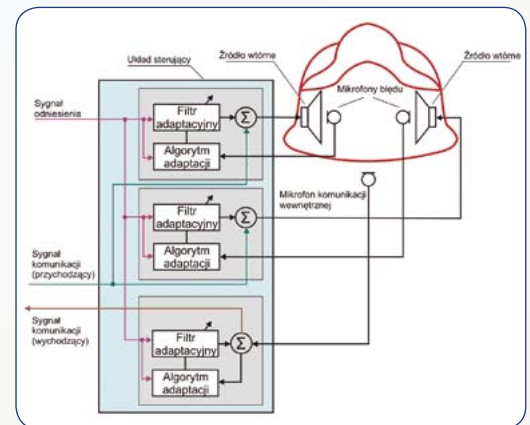 Układ sterujący
Źródło wtórne
Źródło wtórne
Mikrofony błędu
Sygnał
odniesienia
Filtr
adaptacyjny
Σ
Algorytm
adaptacji
Mikrofon komunikacji
wewnętrznej
Filtr
adaptacyjny
Σ
Algorytm
adaptacji
Sygnał
komunikacji
(przychodzący)
Sygnał
komunikacji
(wychodzący)
Filtr
adaptacyjny
Σ
Algorytm
adaptacji